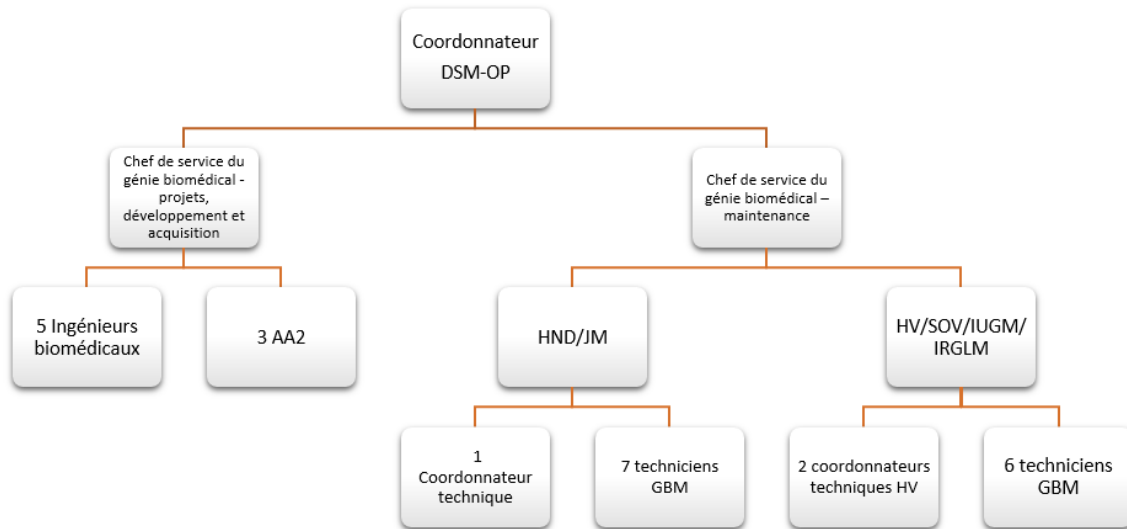 Coordonnateur
DSM-OP
Chef de service du
génie biomédical -
projets,
développement et
acquisition
Chef de service du
génie biomédical –
maintenance
5 Ingénieurs
biomédicaux
3 AA2
HND/JM
HV/SOV/IUGM/
IRGLM
1
Coordonnateur
technique
7 techniciens
GBM
2 coordonnateurs
techniques HV
6 techniciens
GBM